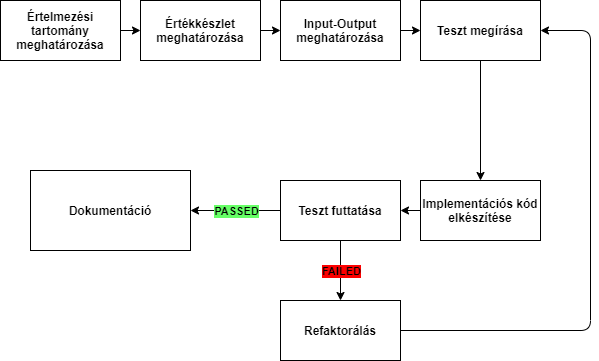 Értelmezési
tartomány
meghatározása
Értékkészlet
meghatározása
Input-Output
meghatározása
Teszt megírása
Dokumentáció
PASSED
Teszt futtatása
Implementációs kód
elkészítése
FAILED
Refaktorálás